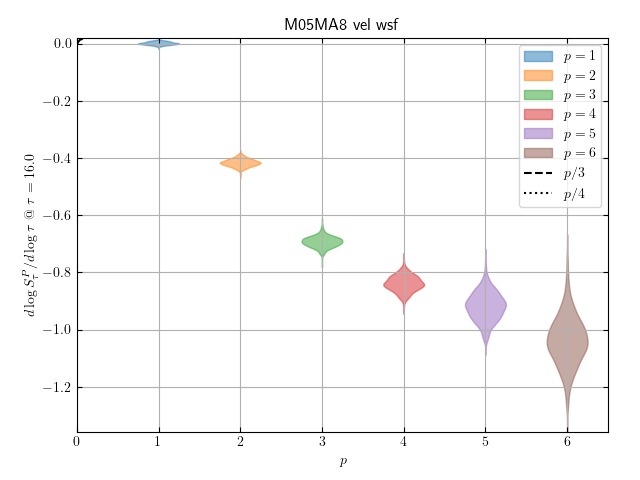 M05MA8 vel wsf
d log S_τ^P / d log τ @ τ = 16.0
0.0
−0.2
−0.4
−0.6
−0.8
−1.0
−1.2
0 1 2 3 4 5 6
p
p = 1
p = 2
p = 3
p = 4
p = 5
p = 6
p/3
p/4